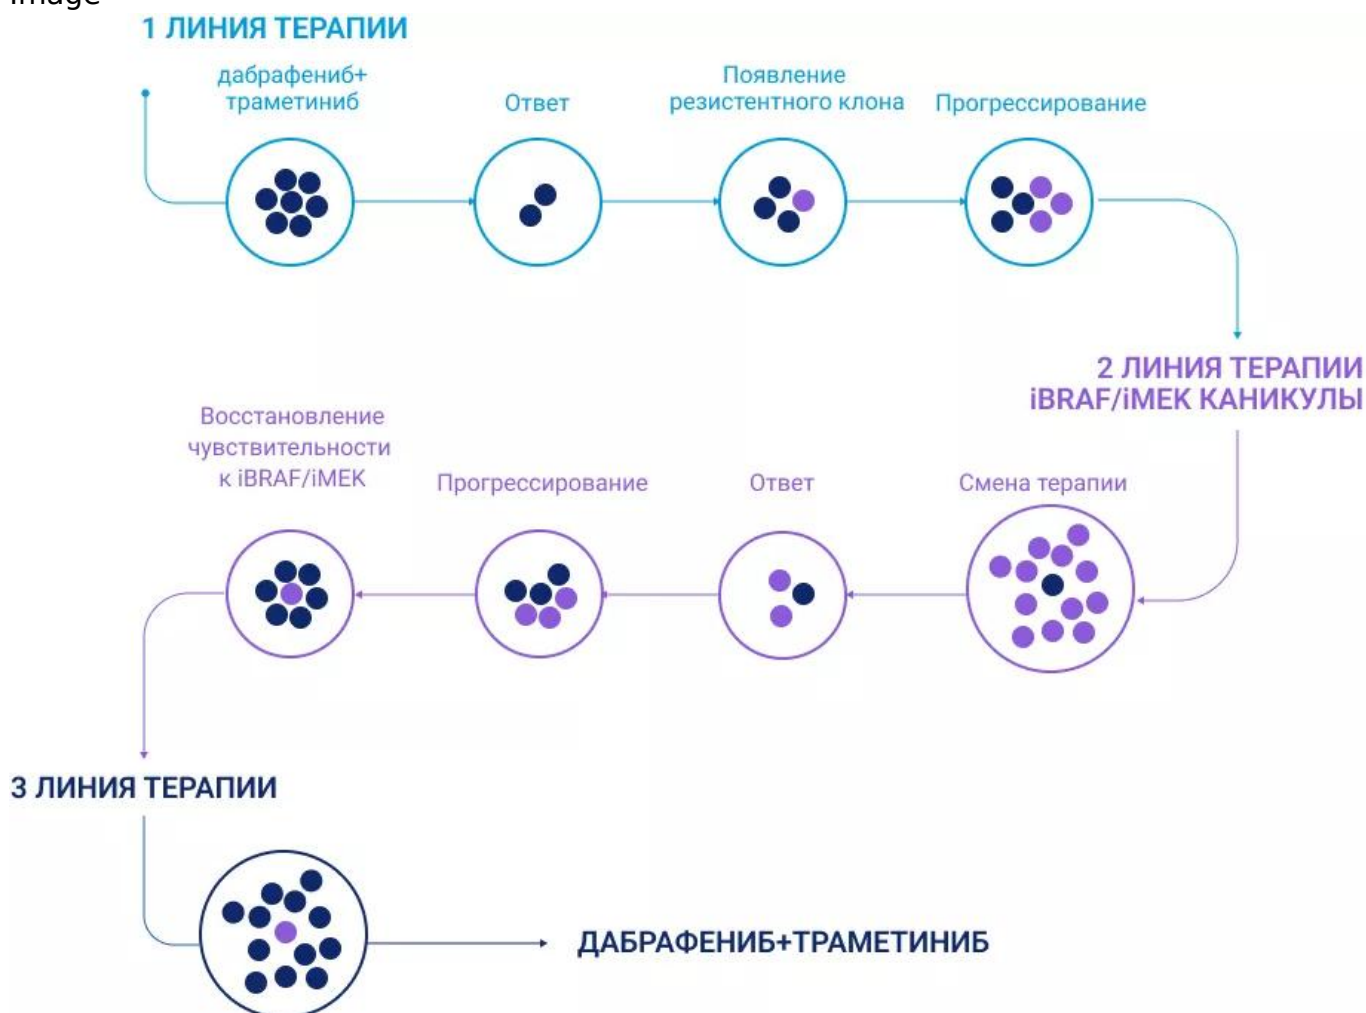 image
1 ЛИНИЯ ТЕРАПИИ
дабрафениб+
траметиниб
Ответ
Появление
резистентного клона
Прогрессирование
2 ЛИНИЯ ТЕРАПИИ
iBRAF/iMEK КАНИКУЛЫ
Восстановление
чувствительности
к iBRAF/iMEK
Прогрессирование
Ответ
Смена терапии
3 ЛИНИЯ ТЕРАПИИ
ДАБРАФЕНИБ+ТРАМЕТИНИБ